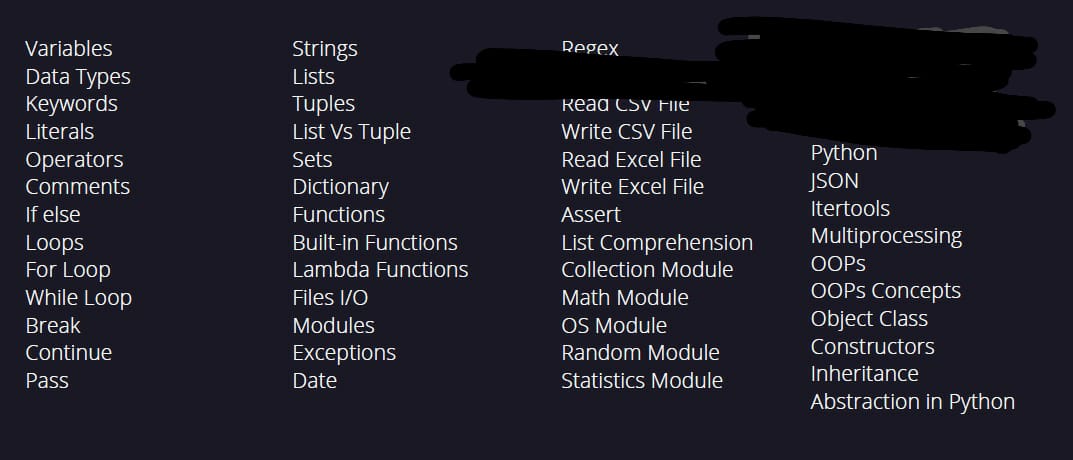 Variables
Data Types
Keywords
Literals
Operators
Comments
If else
Loops
For Loop
While Loop
Break
Continue
Pass
Strings
Lists
Tuples
List Vs Tuple
Sets
Dictionary
Functions
Built-in Functions
Lambda Functions
Files I/O
Modules
Exceptions
Date
Regex
Read CSV File
Write CSV File
Read Excel File
Write Excel File
Assert
List Comprehension
Collection Module
Math Module
OS Module
Random Module
Statistics Module
Python
JSON
Itertools
Multiprocessing
OOPs
OOPs Concepts
Object Class
Constructors
Inheritance
Abstraction in Python